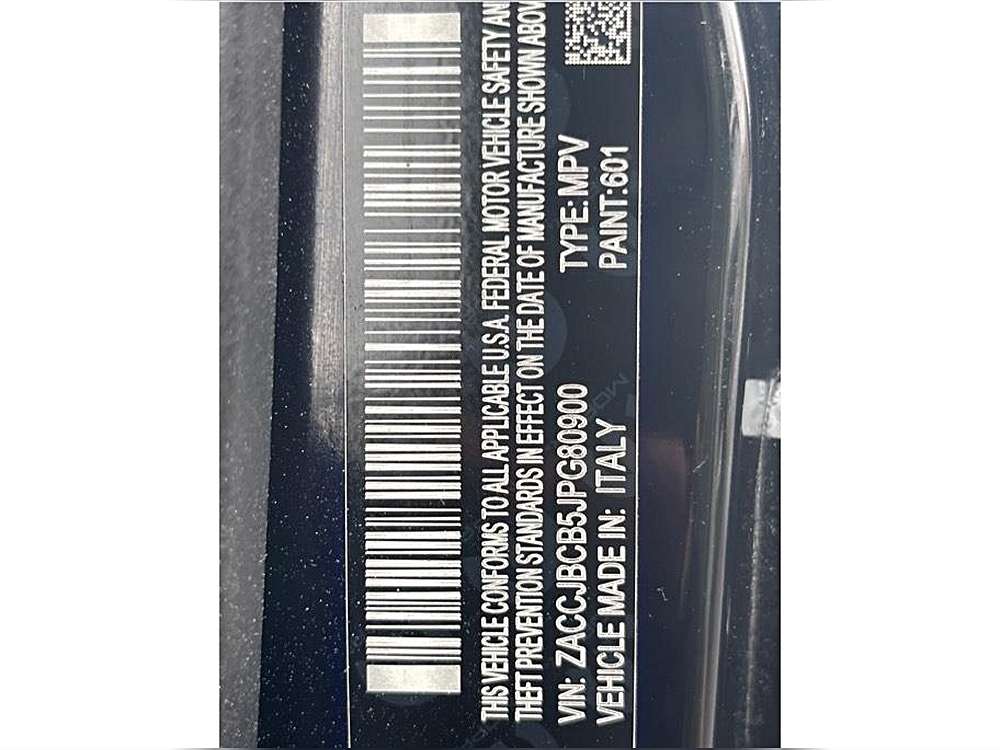 THIS VEHICLE CONFORMS TO ALL APPLICABLE U.S.A. FEDERAL MOTOR VEHICLE SAFETY AN
THEFT PREVENTION STANDARDS IN EFFECT ON THE DATE OF MANUFACTURE SHOWN ABOV
VIN: ZACCJBCB5JPG80900 TYPE: MPV
VEHICLE MADE IN: ITALY PAINT: 601